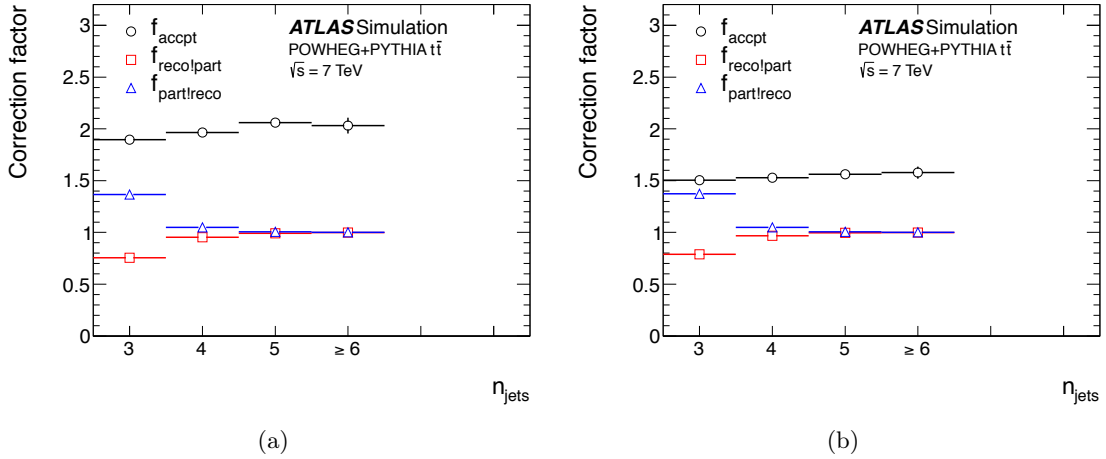 Correction factor
3
2.5
2
1.5
1
0.5
0
f_accpt
f_reco!part
f_part!reco
ATLAS Simulation
POWHEG+PYTHIA tt̄
√s = 7 TeV
3 4 5 ≥ 6
n_jets
(a)
Correction factor
3
2.5
2
1.5
1
0.5
0
f_accpt
f_reco!part
f_part!reco
ATLAS Simulation
POWHEG+PYTHIA tt̄
√s = 7 TeV
3 4 5 ≥ 6
n_jets
(b)